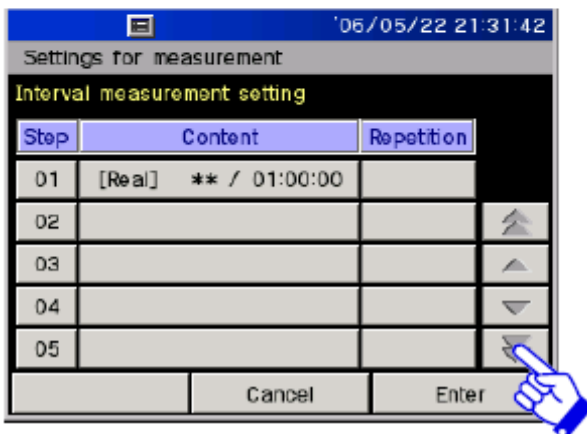 '06/05/22 21:31:42
Settings for measurement
Interval measurement setting
Step Content Repetition
01 [Real] ** / 01:00:00
02
03
04
05
Cancel Enter